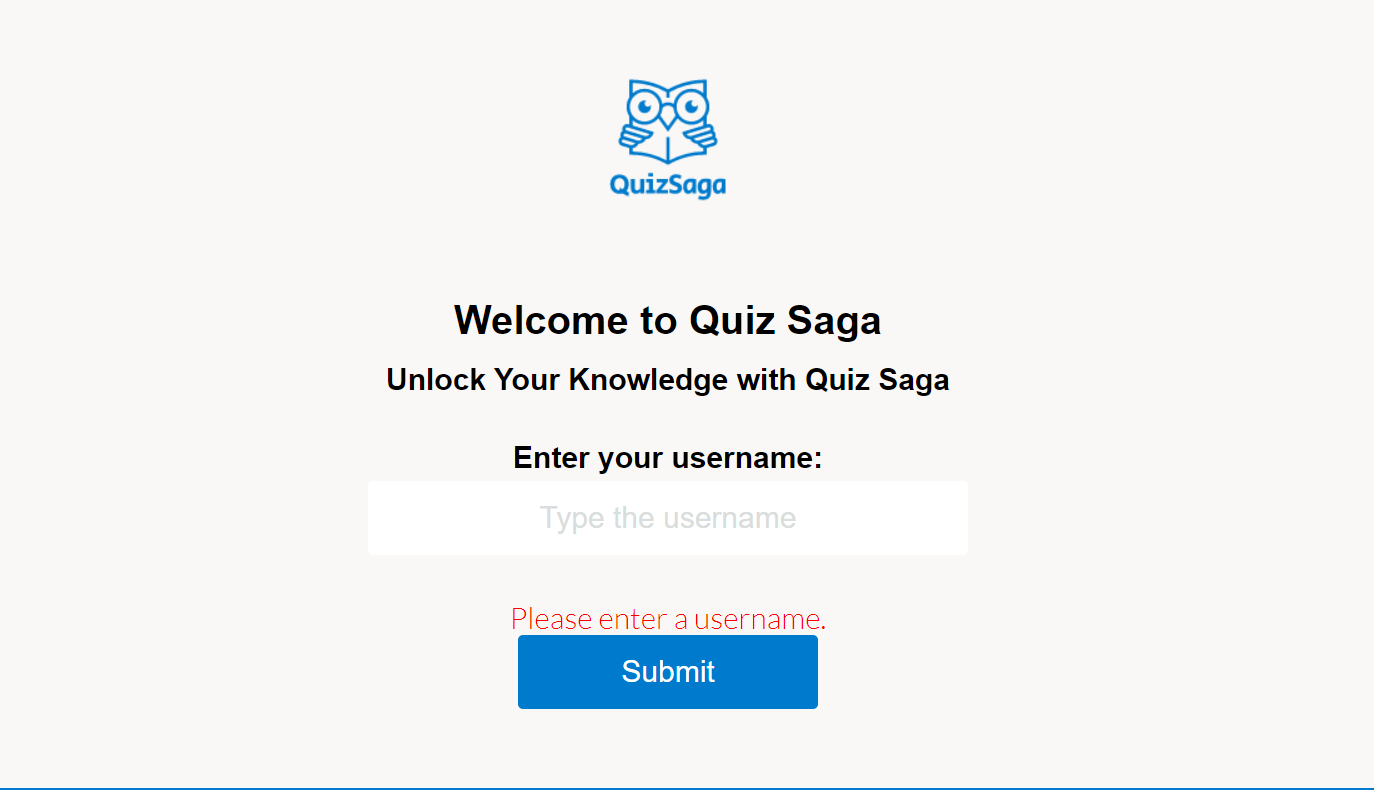 QuizSaga
Welcome to Quiz Saga
Unlock Your Knowledge with Quiz Saga
Enter your username:
Type the username
Please enter a username.
Submit